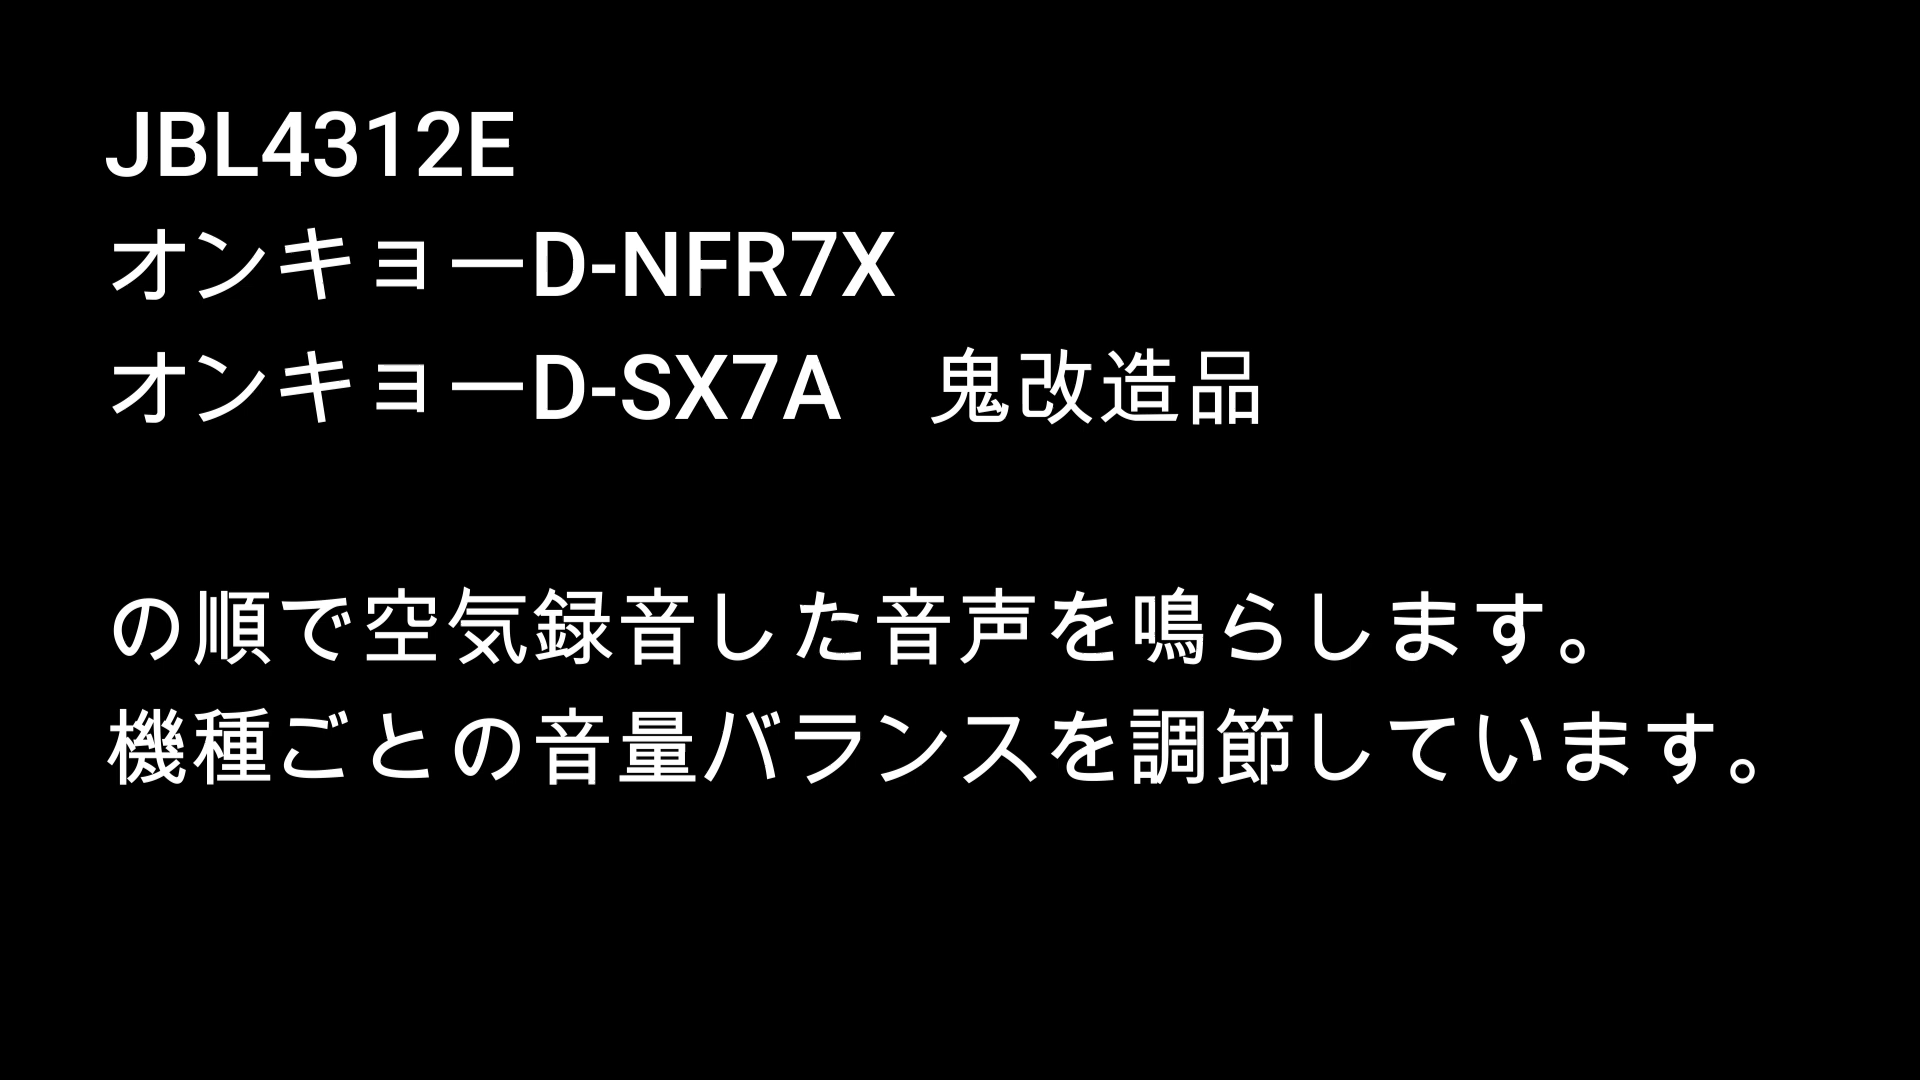 JBL4312E
オンキョーD-NFR7X
オンキョーD-SX7A　鬼改造品
の順で空気録音した音声を鳴らします。
機種ごとの音量バランスを調節しています。